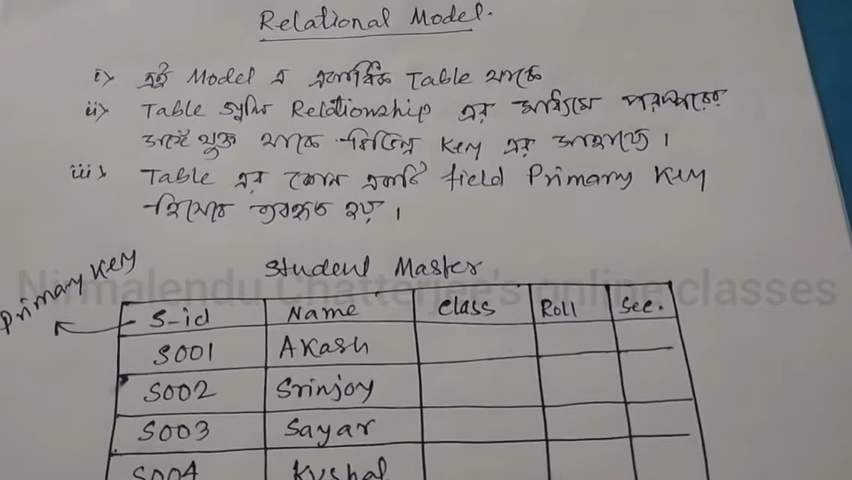 Relational Model.
i> এই Model এ একাধিক Table থাকে
ii> Table গুলি Relationship এর মাধ্যমে পরস্পরের
সাথে যুক্ত থাকে বিভিন্ন Key এর সাহায্যে।
iii> Table এর কোন একটি field Primary Key
হিসেবে ব্যবহৃত হয়।
Student Master
Nirmalendu Chatterjee's online classes
Primary Key
S-id Name Class Roll Sec.
S001 Akash
S002 Srinjoy
S003 Sayar
S004 Kushal